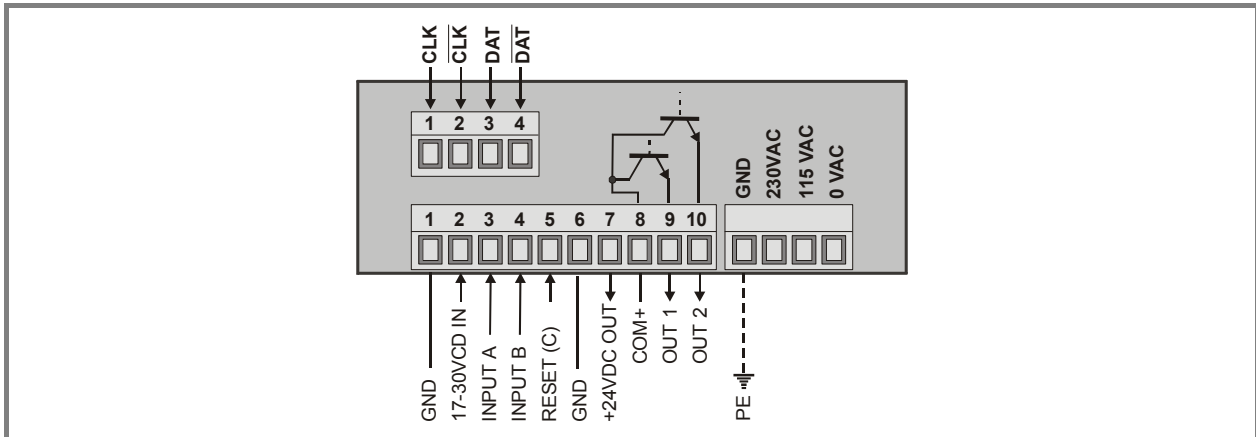 CLK
C̅L̅K̅
DAT
D̅A̅T̅
1 2 3 4
GND
230VAC
115 VAC
0 VAC
1 2 3 4 5 6 7 8 9 10
GND
17-30VCD IN
INPUT A
INPUT B
RESET (C)
GND
+24VDC OUT
COM+
OUT 1
OUT 2
PE